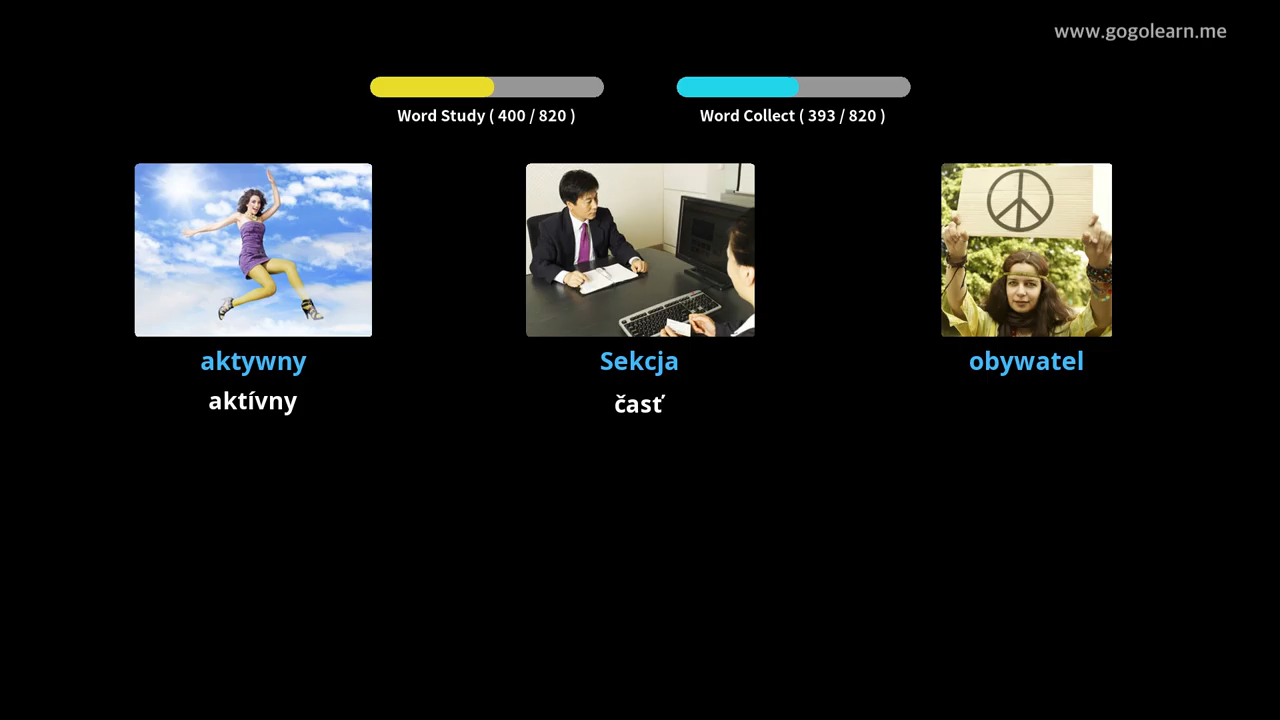 www.gogolearn.me
Word Study ( 400 / 820 )
Word Collect ( 393 / 820 )
aktywny
Sekcja
obywatel
aktívny
časť